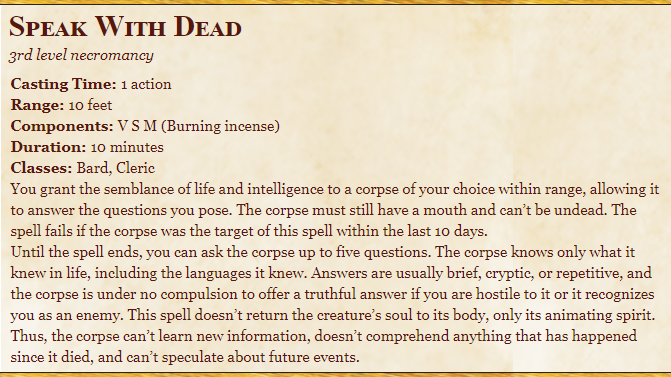 Speak With Dead
3rd level necromancy
Casting Time: 1 action
Range: 10 feet
Components: V S M (Burning incense)
Duration: 10 minutes
Classes: Bard, Cleric
You grant the semblance of life and intelligence to a corpse of your choice within range, allowing it
to answer the questions you pose. The corpse must still have a mouth and can’t be undead. The
spell fails if the corpse was the target of this spell within the last 10 days.
Until the spell ends, you can ask the corpse up to five questions. The corpse knows only what it
knew in life, including the languages it knew. Answers are usually brief, cryptic, or repetitive, and
the corpse is under no compulsion to offer a truthful answer if you are hostile to it or it recognizes
you as an enemy. This spell doesn’t return the creature’s soul to its body, only its animating spirit.
Thus, the corpse can’t learn new information, doesn’t comprehend anything that has happened
since it died, and can’t speculate about future events.